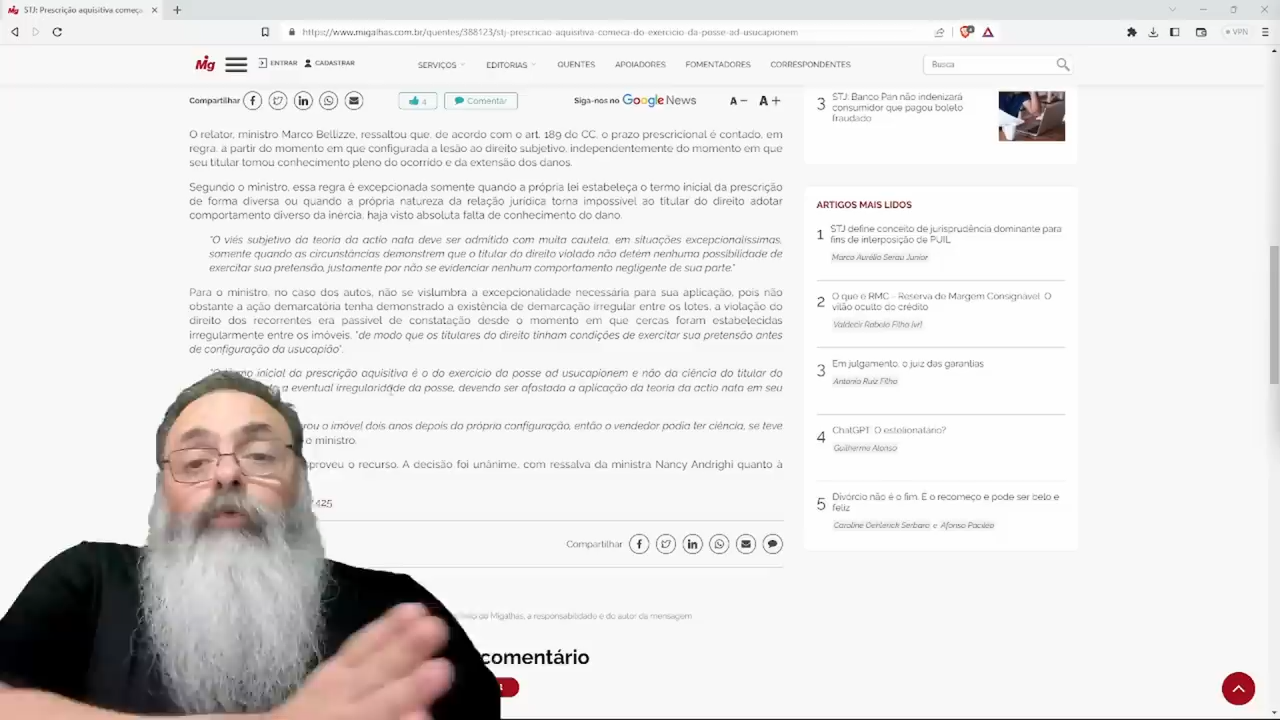 STJ: Prescrição aquisitiva começa
https://www.migalhas.com.br/quentes/388123/stj-prescricao-aquisitiva-comeca-do-exercicio-da-posse-ad-usucapionem
VPN
Mig
ENTRAR
CADASTRAR
SERVIÇOS
EDITORIAS
QUENTES
APOIADORES
FOMENTADORES
CORRESPONDENTES
Busca
Compartilhar
4
Comentar
Siga-nos no Google News
A − A +
O relator, ministro Marco Bellizze, ressaltou que, de acordo com o art. 189 do CC, o prazo prescricional é contado, em
regra, a partir do momento em que configurada a lesão ao direito subjetivo, independentemente do momento em que
seu titular tomou conhecimento pleno do ocorrido e da extensão dos danos.
Segundo o ministro, essa regra é excepcionada somente quando a própria lei estabeleça o termo inicial da prescrição
de forma diversa ou quando a própria natureza da relação jurídica torna impossível ao titular do direito adotar
comportamento diverso da inércia, haja visto absoluta falta de conhecimento do dano.
"O viés subjetivo da teoria da actio nata deve ser admitido com muita cautela, em situações excepcionalíssimas,
somente quando as circunstâncias demonstrem que o titular do direito violado não detém nenhuma possibilidade de
exercitar sua pretensão, justamente por não se evidenciar nenhum comportamento negligente de sua parte."
Para o ministro, no caso dos autos, não se vislumbra a excepcionalidade necessária para sua aplicação, pois não
obstante a ação demarcatória tenha demonstrado a existência de demarcação irregular entre os lotes, a violação do
direito dos recorrentes era passível de constatação desde o momento em que cercas foram estabelecidas
irregularmente entre os imóveis, "de modo que os titulares do direito tinham condições de exercitar sua pretensão antes
de configuração da usucapião".
inicial da prescrição aquisitiva é o do exercício da posse ad usucapionem e não da ciência do titular do
a eventual irregularidade da posse, devendo ser afastada a aplicação da teoria da actio nata em seu
o imóvel dois anos depois da própria configuração, então o vendedor podia ter ciência, se teve
o ministro.
proveu o recurso. A decisão foi unânime, com ressalva da ministra Nancy Andrighi quanto à
425
Compartilhar
do Migalhas, a responsabilidade é do autor da mensagem
comentário
3 STJ: Banco Pan não indenizará
consumidor que pagou boleto
fraudado
ARTIGOS MAIS LIDOS
1 STJ define conceito de jurisprudência dominante para
fins de interposição de PUIL
Marco Aurélio Serau Junior
2 O que é RMC - Reserva de Margem Consignável. O
vilão oculto do crédito
Valdecir Rabelo Filho (vr)
3 Em julgamento, o juiz das garantias
Antonio Ruiz Filho
4 ChatGPT: O estelionatário?
Guilherme Alonso
5 Divórcio não é o fim. É o recomeço e pode ser belo e
feliz
Caroline e Afonso